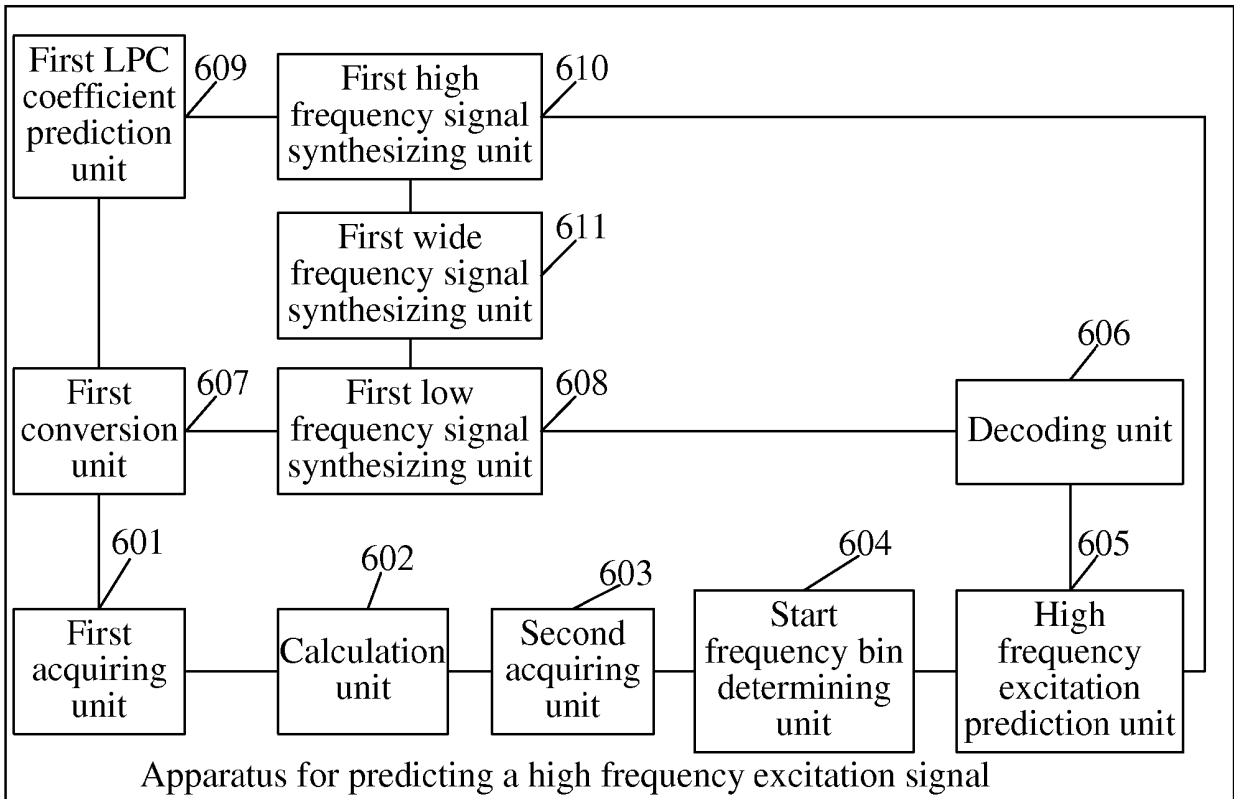 First LPC
coefficient
prediction
unit
609
First high
frequency signal
synthesizing unit
610
First wide
frequency signal
synthesizing unit
611
First
conversion
unit
607
First low
frequency signal
synthesizing unit
608
Decoding unit
606
First
acquiring
unit
601
Calculation
unit
602
Second
acquiring
unit
603
Start
frequency bin
determining
unit
604
High
frequency
excitation
prediction unit
605
Apparatus for predicting a high frequency excitation signal